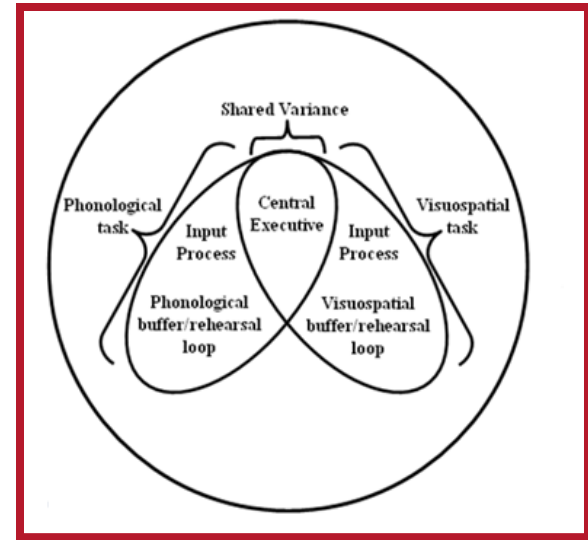 Shared Variance
Phonological
task
Central
Executive
Visuospatial
task
Input
Process
Input
Process
Phonological
buffer/rehearsal
loop
Visuospatial
buffer/rehearsal
loop